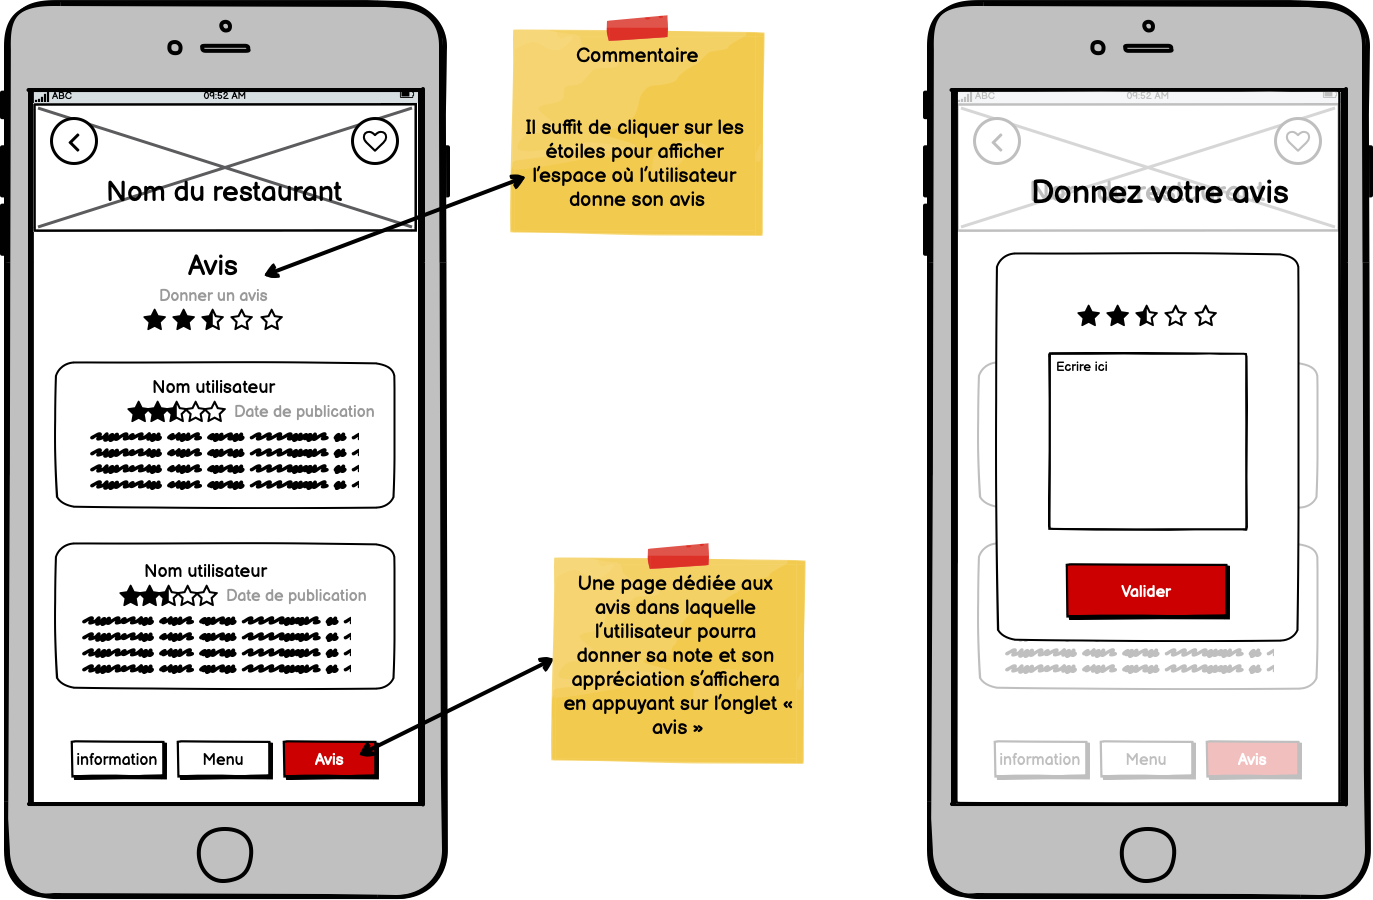 ABC
09:52 AM
Nom du restaurant
Avis
Donner un avis
Nom utilisateur
Date de publication
Nom utilisateur
Date de publication
information
Menu
Avis
Commentaire
Il suffit de cliquer sur les
étoiles pour afficher
l'espace où l'utilisateur
donne son avis
Une page dédiée aux
avis dans laquelle
l'utilisateur pourra
donner sa note et son
appréciation s'affichera
en appuyant sur l'onglet «
avis »
ABC
09:52 AM
Donnez votre avis
Ecrire ici
Valider
information
Menu
Avis